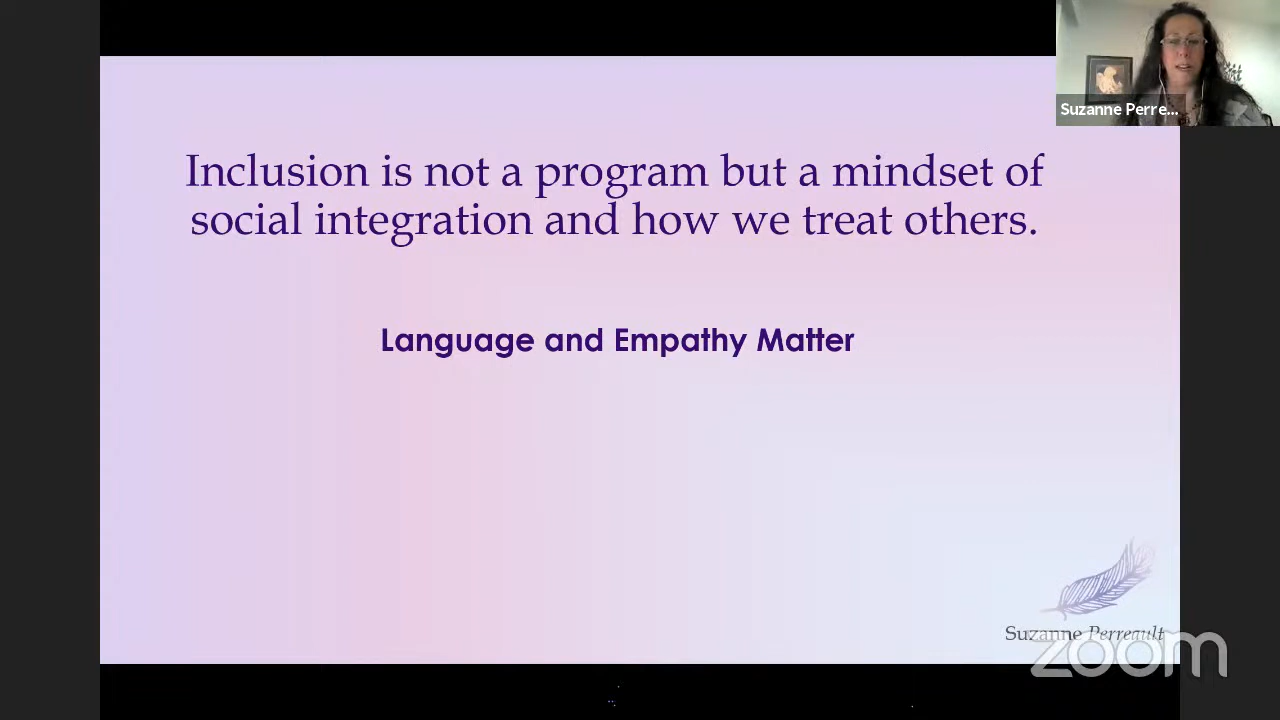 Suzanne Perre...
Inclusion is not a program but a mindset of
social integration and how we treat others.
Language and Empathy Matter
Suzanne Perreault
zoom